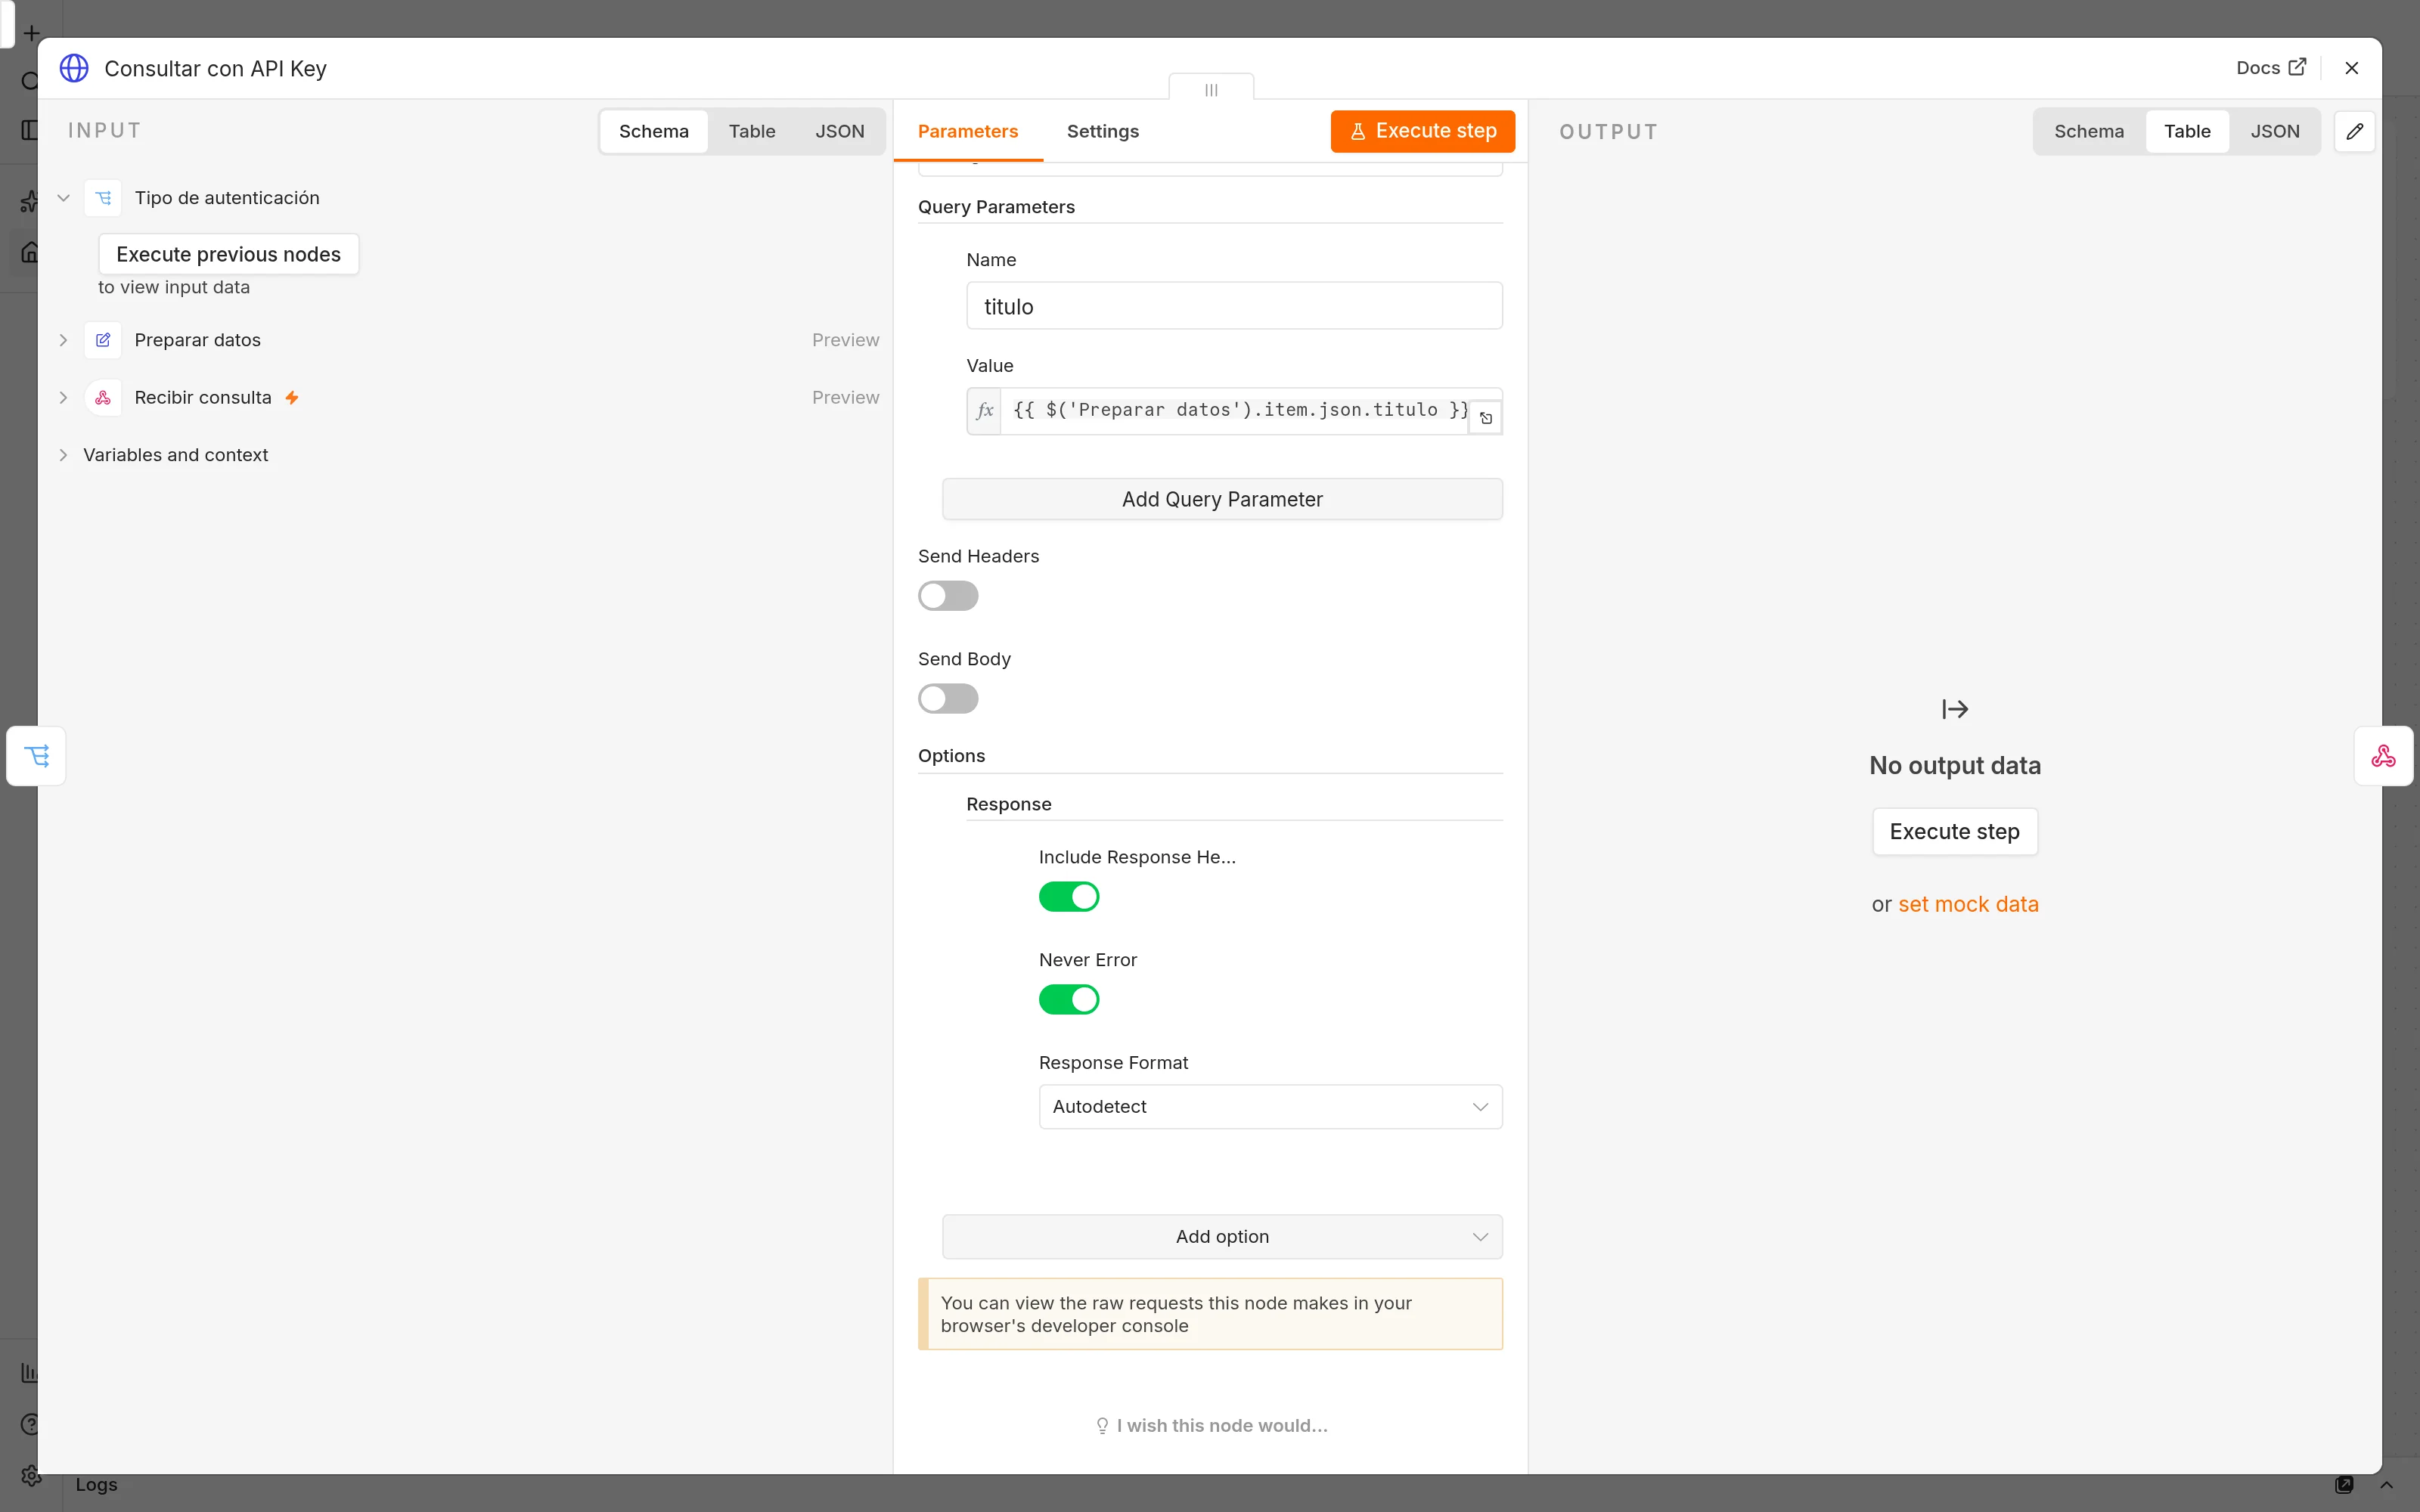 Consultar con API Key
Docs
INPUT
Schema
Table
JSON
Tipo de autenticación
Execute previous nodes
to view input data
Preparar datos
Preview
Recibir consulta
Preview
Variables and context
Parameters
Settings
Execute step
Query Parameters
Name
titulo
Value
fx
{{ $('Preparar datos').item.json.titulo }}
Add Query Parameter
Send Headers
Send Body
Options
Response
Include Response He...
Never Error
Response Format
Autodetect
Add option
You can view the raw requests this node makes in your
browser's developer console
I wish this node would...
OUTPUT
Schema
Table
JSON
No output data
Execute step
or set mock data
Logs